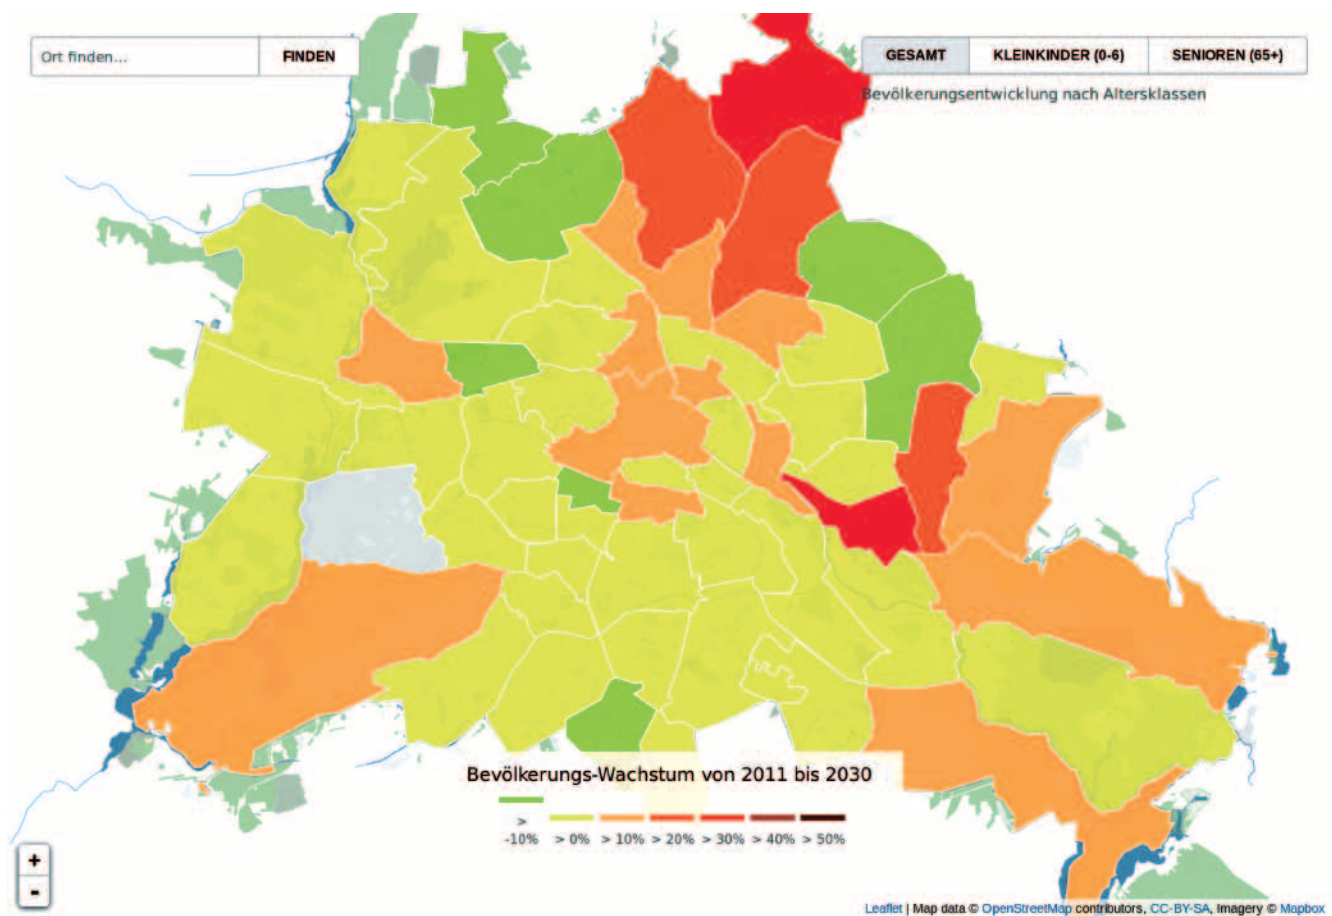 Ort finden...
FINDEN
GESAMT
KLEINKINDER (0-6)
SENIOREN (65+)
Bevölkerungsentwicklung nach Altersklassen
Bevölkerungs-Wachstum von 2011 bis 2030
>
-10%
> 0%
> 10%
> 20%
> 30%
> 40%
> 50%
+
-
Leaflet | Map data © OpenStreetMap contributors, CC-BY-SA, Imagery © Mapbox